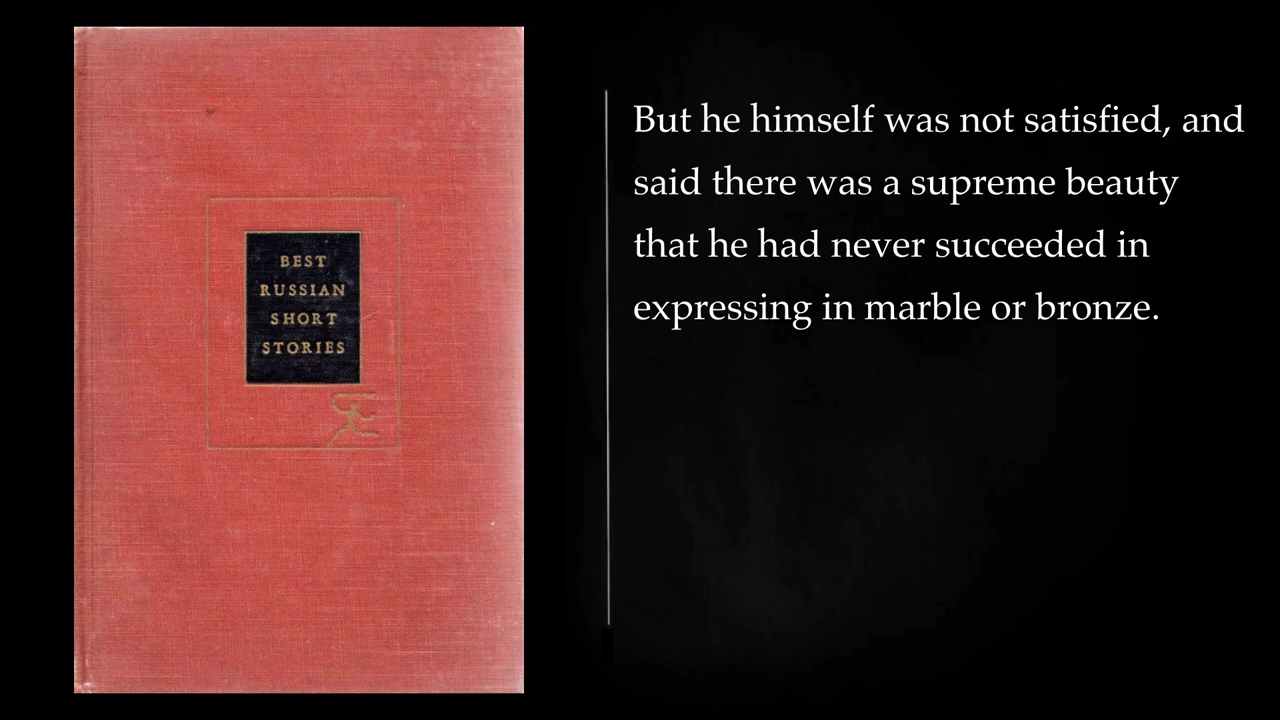 BEST
RUSSIAN
SHORT
STORIES
But he himself was not satisfied, and
said there was a supreme beauty
that he had never succeeded in
expressing in marble or bronze.